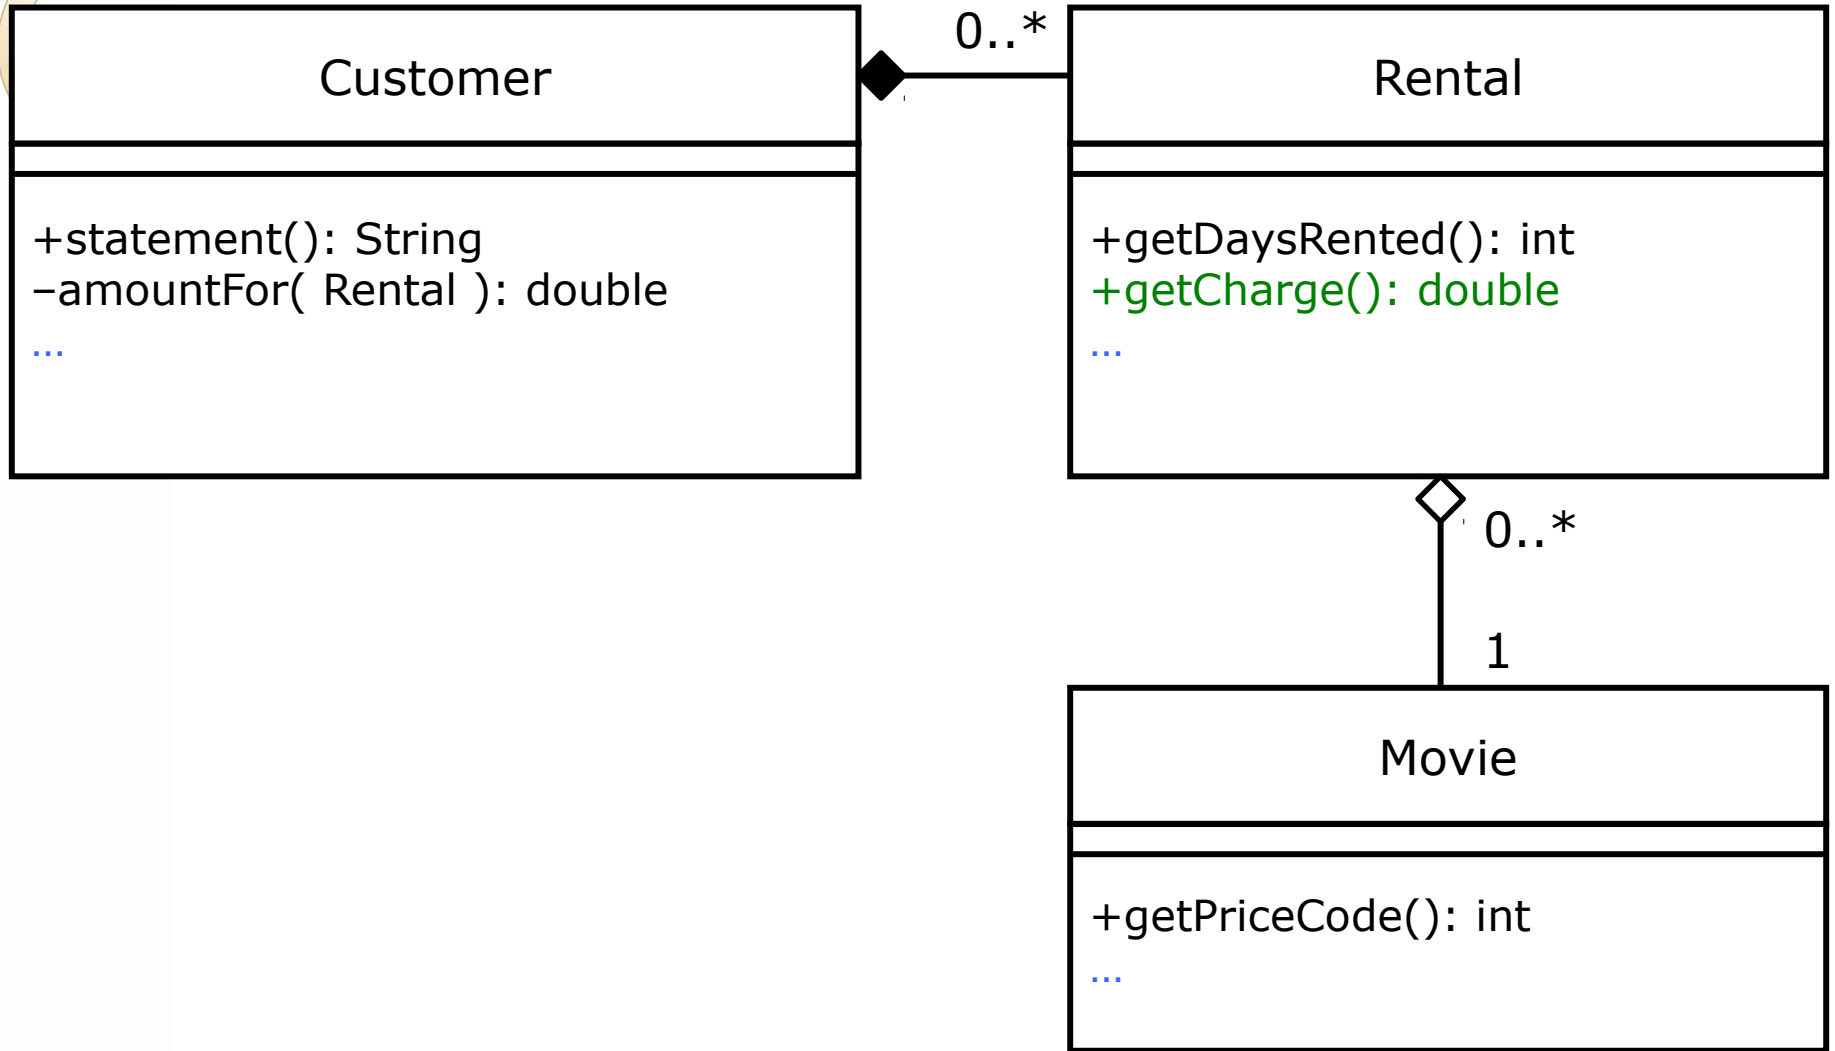 Customer
0..*
Rental
+statement(): String
–amountFor( Rental ): double
...
+getDaysRented(): int
+getCharge(): double
...
0..*
1
Movie
+getPriceCode(): int
...